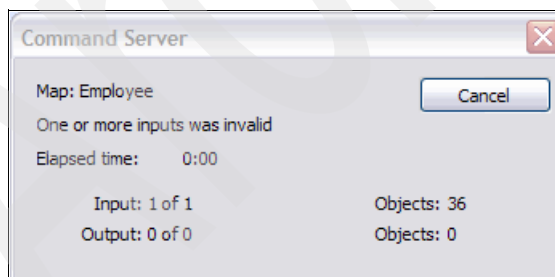 Command Server
Map: Employee
Cancel
One or more inputs was invalid
Elapsed time: 0:00
Input: 1 of 1 Objects: 36
Output: 0 of 0 Objects: 0